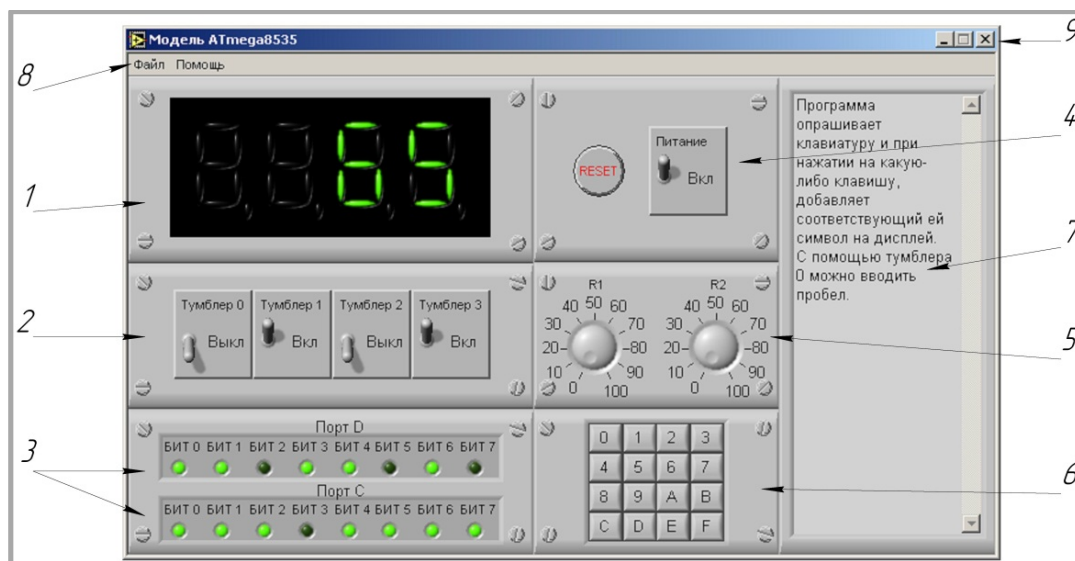 Модель ATmega8535
Файл Помощь
8
9
1
65
RESET
Питание
Вкл
4
Программа
опрашивает
клавиатуру и при
нажатии на какую-
либо клавишу,
добавляет
соответствующий ей
символ на дисплей.
С помощью тумблера
0 можно вводить
пробел.
7
2
Тумблер 0 Тумблер 1 Тумблер 2 Тумблер 3
Выкл Вкл Выкл Вкл
R1 R2
0 10 20 30 40 50 60 70 80 90 100
0 10 20 30 40 50 60 70 80 90 100
5
3
Порт D
БИТ 0 БИТ 1 БИТ 2 БИТ 3 БИТ 4 БИТ 5 БИТ 6 БИТ 7
Порт C
БИТ 0 БИТ 1 БИТ 2 БИТ 3 БИТ 4 БИТ 5 БИТ 6 БИТ 7
0 1 2 3
4 5 6 7
8 9 A B
C D E F
6